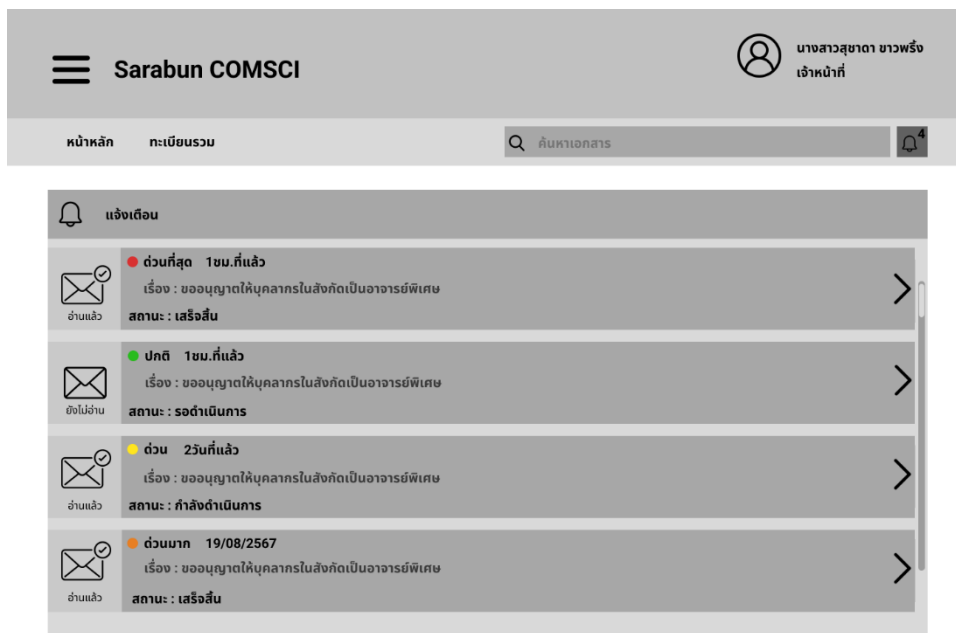 Sarabun COMSCI
นางสาวสุชาดา ขาวพริ้ง
เจ้าหน้าที่
หน้าหลัก ทะเบียนรวม ค้นหาเอกสาร 4
แจ้งเตือน
ด่วนที่สุด 1ชม.ที่แล้ว
เรื่อง : ขออนุญาตให้บุคลากรในสังกัดเป็นอาจารย์พิเศษ
อ่านแล้ว สถานะ : เสร็จสิ้น
ปกติ 1ชม.ที่แล้ว
เรื่อง : ขออนุญาตให้บุคลากรในสังกัดเป็นอาจารย์พิเศษ
ยังไม่อ่าน สถานะ : รอดำเนินการ
ด่วน 2วันที่แล้ว
เรื่อง : ขออนุญาตให้บุคลากรในสังกัดเป็นอาจารย์พิเศษ
อ่านแล้ว สถานะ : กำลังดำเนินการ
ด่วนมาก 19/08/2567
เรื่อง : ขออนุญาตให้บุคลากรในสังกัดเป็นอาจารย์พิเศษ
อ่านแล้ว สถานะ : เสร็จสิ้น